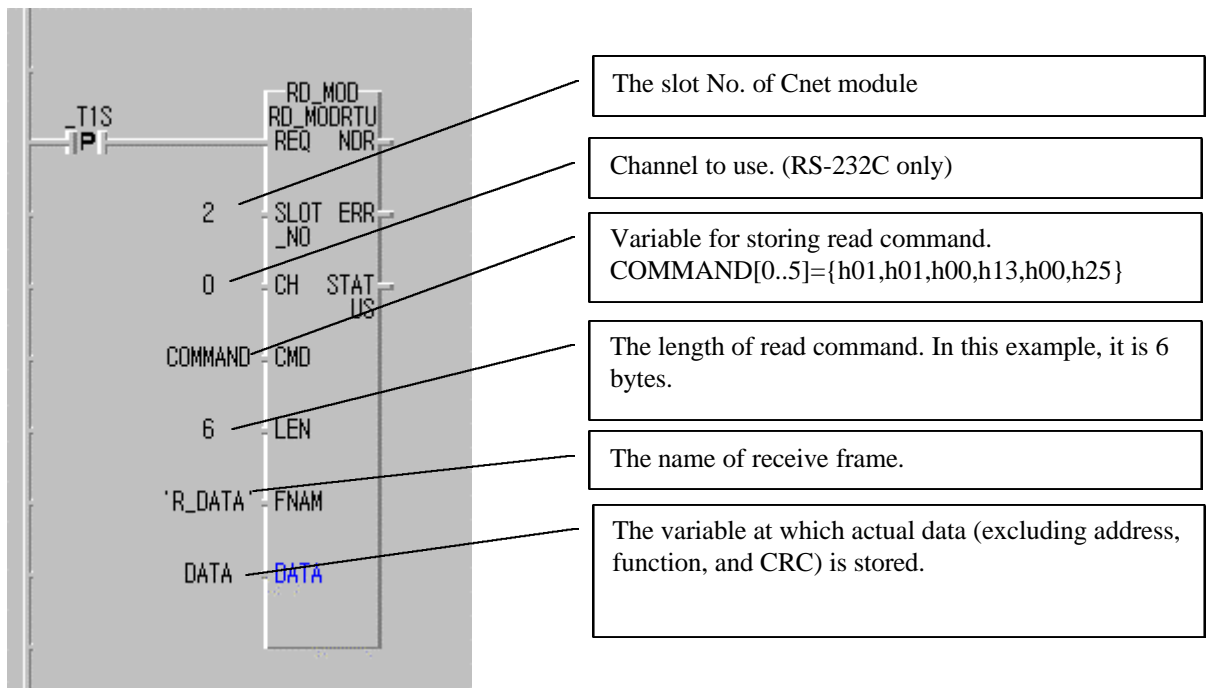 RD_MOD
_T1S
RD_MODRTU
P
REQ NDR
2
SLOT ERR
_NO
0
CH STAT
US
COMMAND
CMD
6
LEN
'R_DATA'
FNAM
DATA
DATA
The slot No. of Cnet module
Channel to use. (RS-232C only)
Variable for storing read command.
COMMAND[0..5]={h01,h01,h00,h13,h00,h25}
The length of read command. In this example, it is 6
bytes.
The name of receive frame.
The variable at which actual data (excluding address,
function, and CRC) is stored.